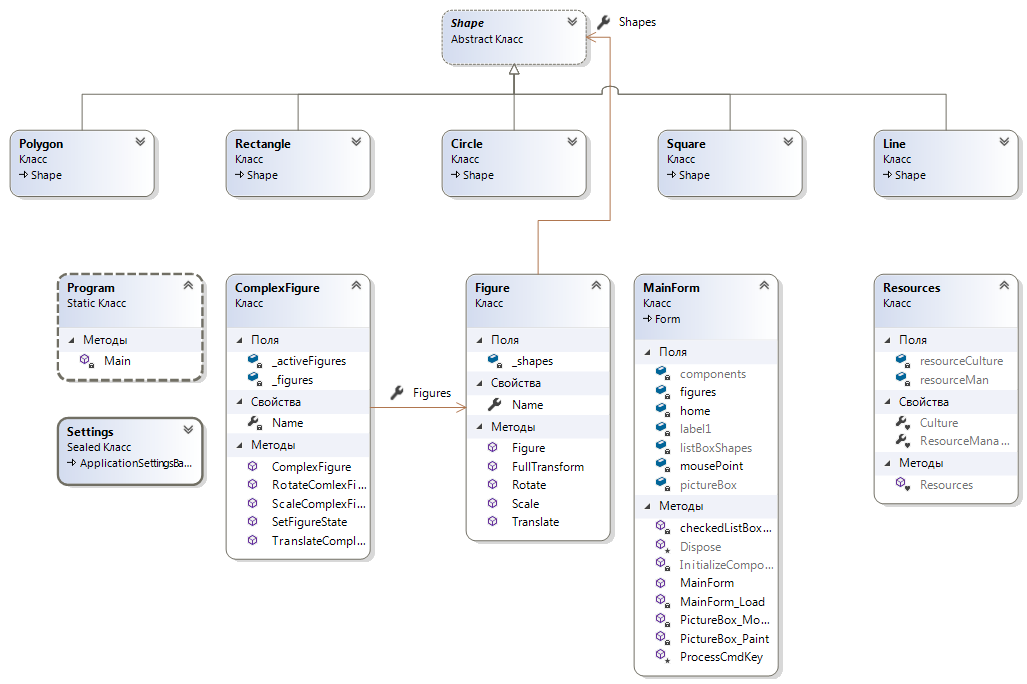 Shape
Abstract Класс
Shapes
Polygon
Класс
Shape
Rectangle
Класс
Shape
Circle
Класс
Shape
Square
Класс
Shape
Line
Класс
Shape
Program
Static Класс
Методы
Main
Settings
Sealed Класс
ApplicationSettingsBa...
ComplexFigure
Класс
Поля
_activeFigures
_figures
Свойства
Name
Методы
ComplexFigure
RotateComlexFi...
ScaleComplexFi...
SetFigureState
TranslateCompl...
Figures
Figure
Класс
Поля
_shapes
Свойства
Name
Методы
Figure
FullTransform
Rotate
Scale
Translate
MainForm
Класс
Form
Поля
components
figures
home
label1
listBoxShapes
mousePoint
pictureBox
Методы
checkedListBox...
Dispose
InitializeCompo...
MainForm
MainForm_Load
PictureBox_Mo...
PictureBox_Paint
ProcessCmdKey
Resources
Класс
Поля
resourceCulture
resourceMan
Свойства
Culture
ResourceMana...
Методы
Resources